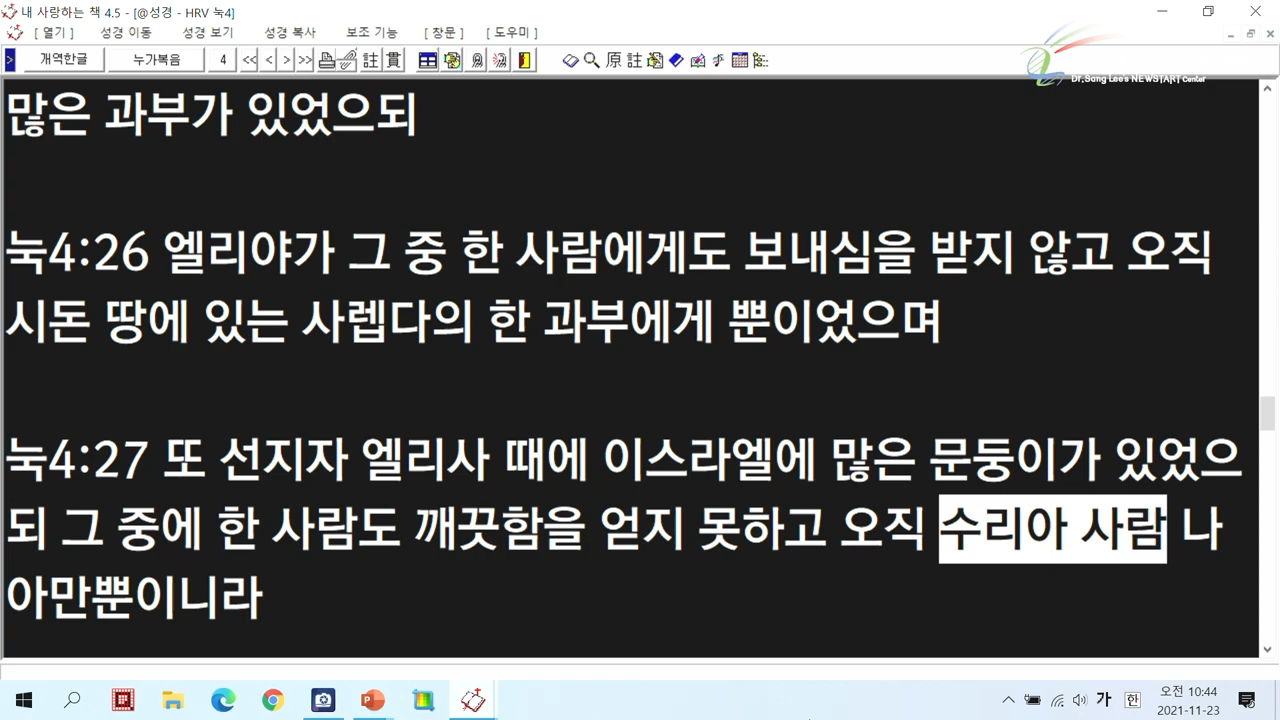 내 사랑하는 책 4.5 - [@성경 - HRV 눅4]
[ 열기 ] 성경 이동 성경 보기 성경 복사 보조 기능 [ 창문 ] [ 도우미 ]
> 개역한글 누가복음 4 << < > >> 註 貫 原 註
Dr.Sang Lee's NEWSTART Center
많은 과부가 있었으되
눅4:26 엘리야가 그 중 한 사람에게도 보내심을 받지 않고 오직
시돈 땅에 있는 사렙다의 한 과부에게 뿐이었으며
눅4:27 또 선지자 엘리사 때에 이스라엘에 많은 문둥이가 있었으
되 그 중에 한 사람도 깨끗함을 얻지 못하고 오직 수리아 사람 나
아만뿐이니라
가 한 오전 10:44
2021-11-23